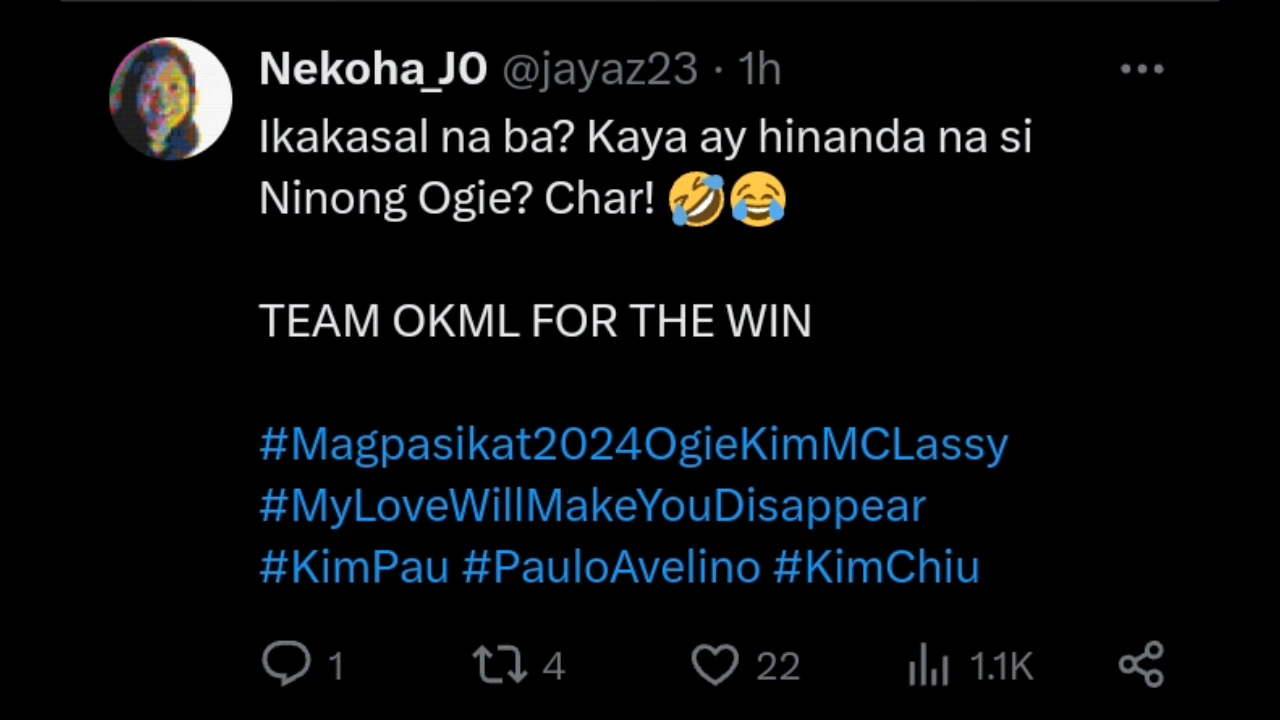 Nekoha_JO @jayaz23 · 1h
Ikakasal na ba? Kaya ay hinanda na si
Ninong Ogie? Char! 🤣😂
TEAM OKML FOR THE WIN
#Magpasikat2024OgieKimMCLassy
#MyLoveWillMakeYouDisappear
#KimPau #PauloAvelino #KimChiu
1 4 22 1.1K